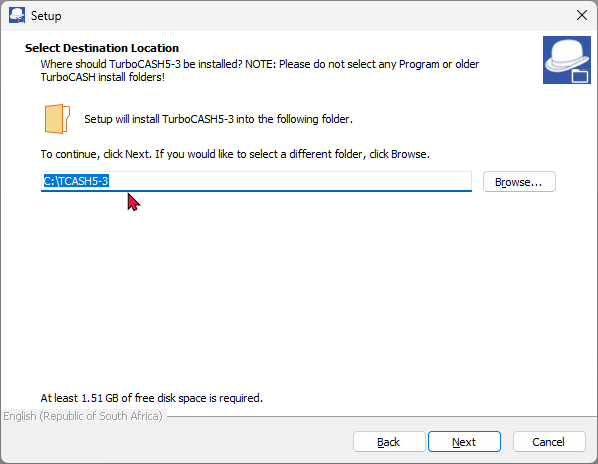 Setup
Select Destination Location
Where should TurboCASH5-3 be installed? NOTE: Please do not select any Program or older
TurboCASH install folders!
Setup will install TurboCASH5-3 into the following folder.
To continue, click Next. If you would like to select a different folder, click Browse.
C:\TCASH5-3
Browse...
At least 1.51 GB of free disk space is required.
English (Republic of South Africa)
Back
Next
Cancel